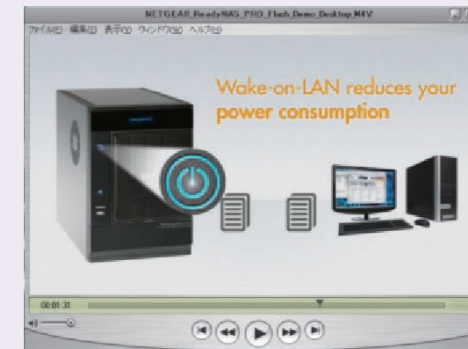 NETGEAR_ReadyNAS_PRO_Flash_Demo_Desktop.M4V
ファイル(F) 編集(E) 表示(V) ウィンドウ(W) ヘルプ(H)
Wake-on-LAN reduces your
power consumption
00:01:31